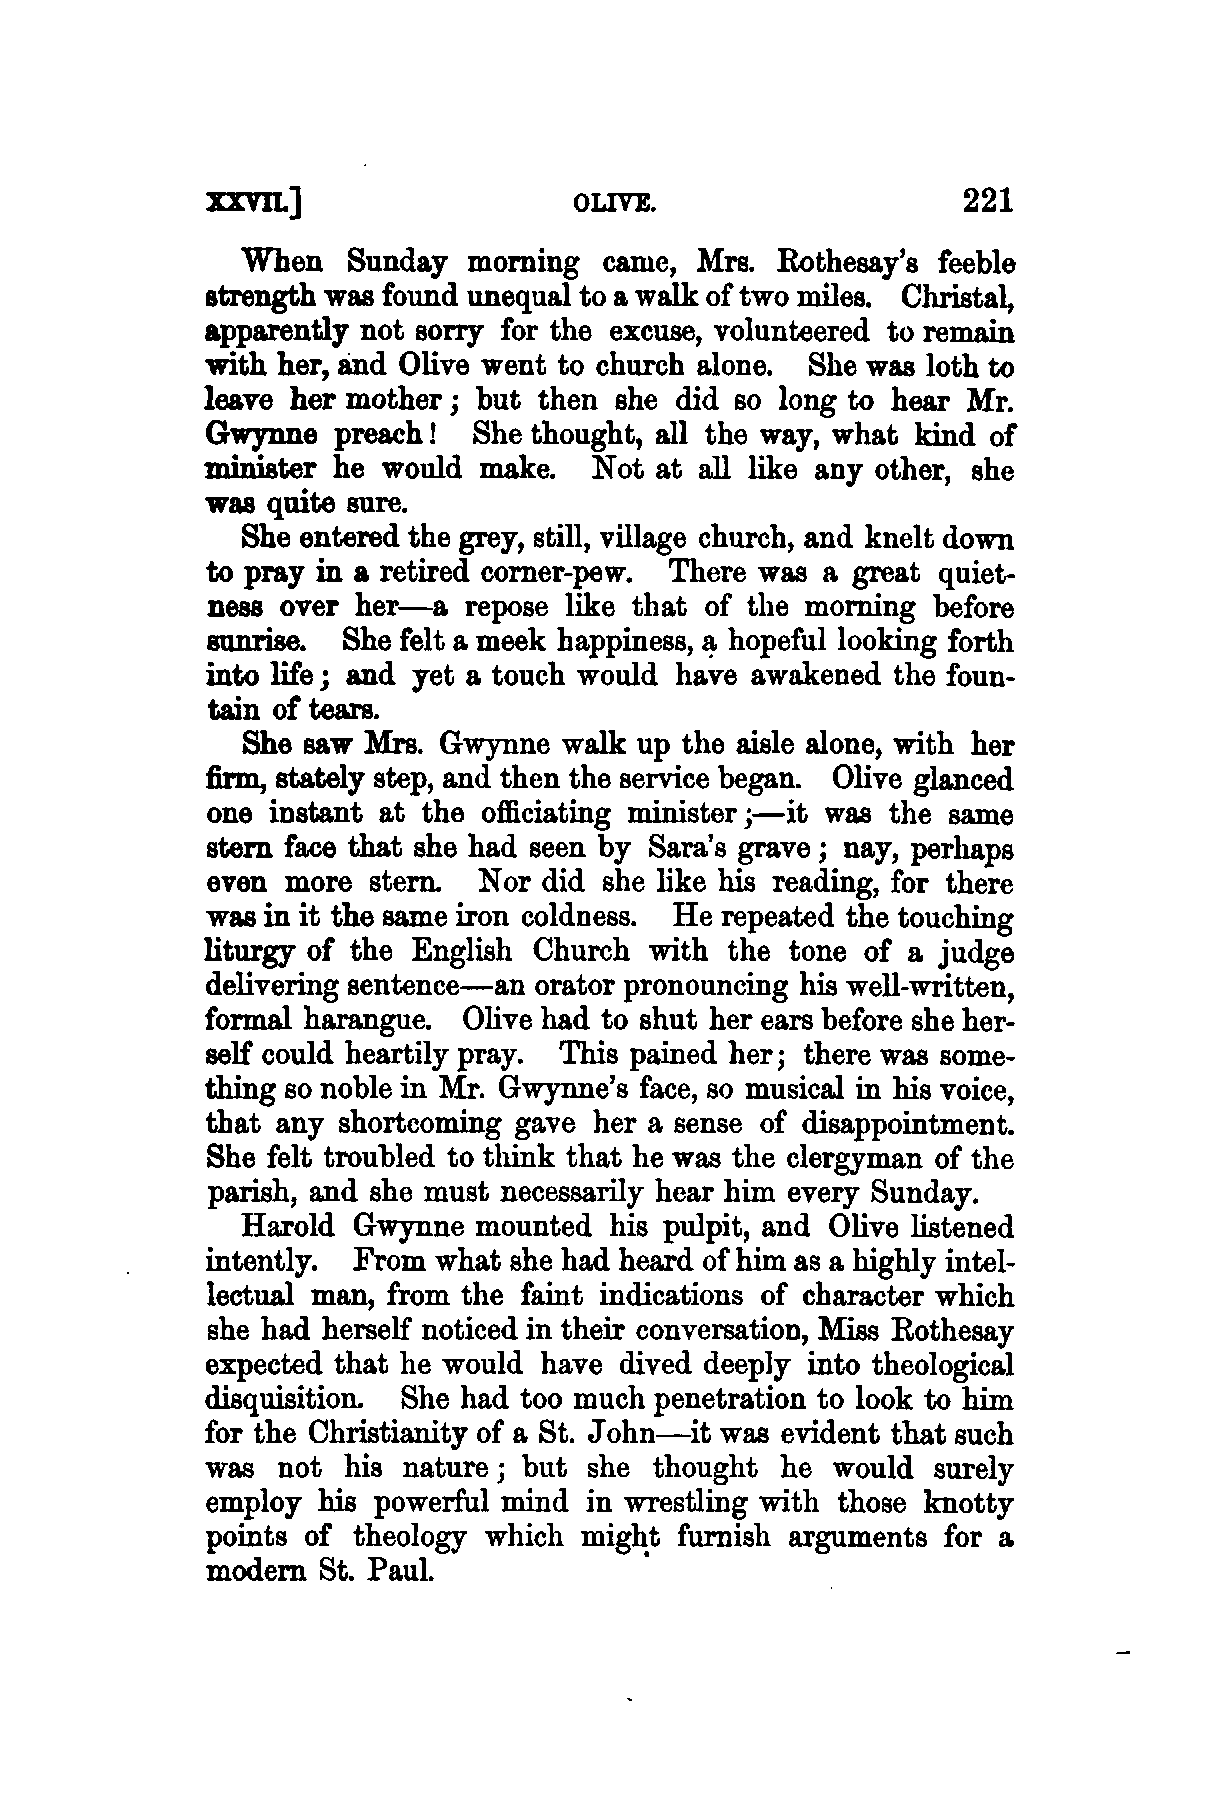 XXVII.] OLIVE. 221
When Sunday morning came, Mrs. Rothesay's feeble
strength was found unequal to a walk of two miles. Christal,
apparently not sorry for the excuse, volunteered to remain
with her, and Olive went to church alone. She was loth to
leave her mother; but then she did so long to hear Mr.
Gwynne preach! She thought, all the way, what kind of
minister he would make. Not at all like any other, she
was quite sure.
She entered the grey, still, village church, and knelt down
to pray in a retired corner-pew. There was a great quiet-
ness over her—a repose like that of the morning before
sunrise. She felt a meek happiness, a hopeful looking forth
into life; and yet a touch would have awakened the foun-
tain of tears.
She saw Mrs. Gwynne walk up the aisle alone, with her
firm, stately step, and then the service began. Olive glanced
one instant at the officiating minister;—it was the same
stern face that she had seen by Sara's grave; nay, perhaps
even more stern. Nor did she like his reading, for there
was in it the same iron coldness. He repeated the touching
liturgy of the English Church with the tone of a judge
delivering sentence—an orator pronouncing his well-written,
formal harangue. Olive had to shut her ears before she her-
self could heartily pray. This pained her; there was some-
thing so noble in Mr. Gwynne's face, so musical in his voice,
that any shortcoming gave her a sense of disappointment.
She felt troubled to think that he was the clergyman of the
parish, and she must necessarily hear him every Sunday.
Harold Gwynne mounted his pulpit, and Olive listened
intently. From what she had heard of him as a highly intel-
lectual man, from the faint indications of character which
she had herself noticed in their conversation, Miss Rothesay
expected that he would have dived deeply into theological
disquisition. She had too much penetration to look to him
for the Christianity of a St. John—it was evident that such
was not his nature; but she thought he would surely
employ his powerful mind in wrestling with those knotty
points of theology which might furnish arguments for a
modern St. Paul.